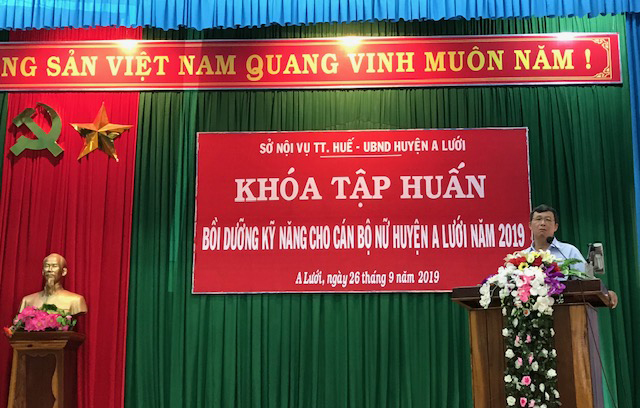 NG SẢN VIỆT NAM QUANG VINH MUÔN NĂM !
SỞ NỘI VỤ TT. HUẾ - UBND HUYỆN A LƯỚI
KHÓA TẬP HUẤN
BỒI DƯỠNG KỸ NĂNG CHO CÁN BỘ NỮ HUYỆN A LƯỚI NĂM 2019
A Lưới, ngày 26 tháng 9 năm 2019